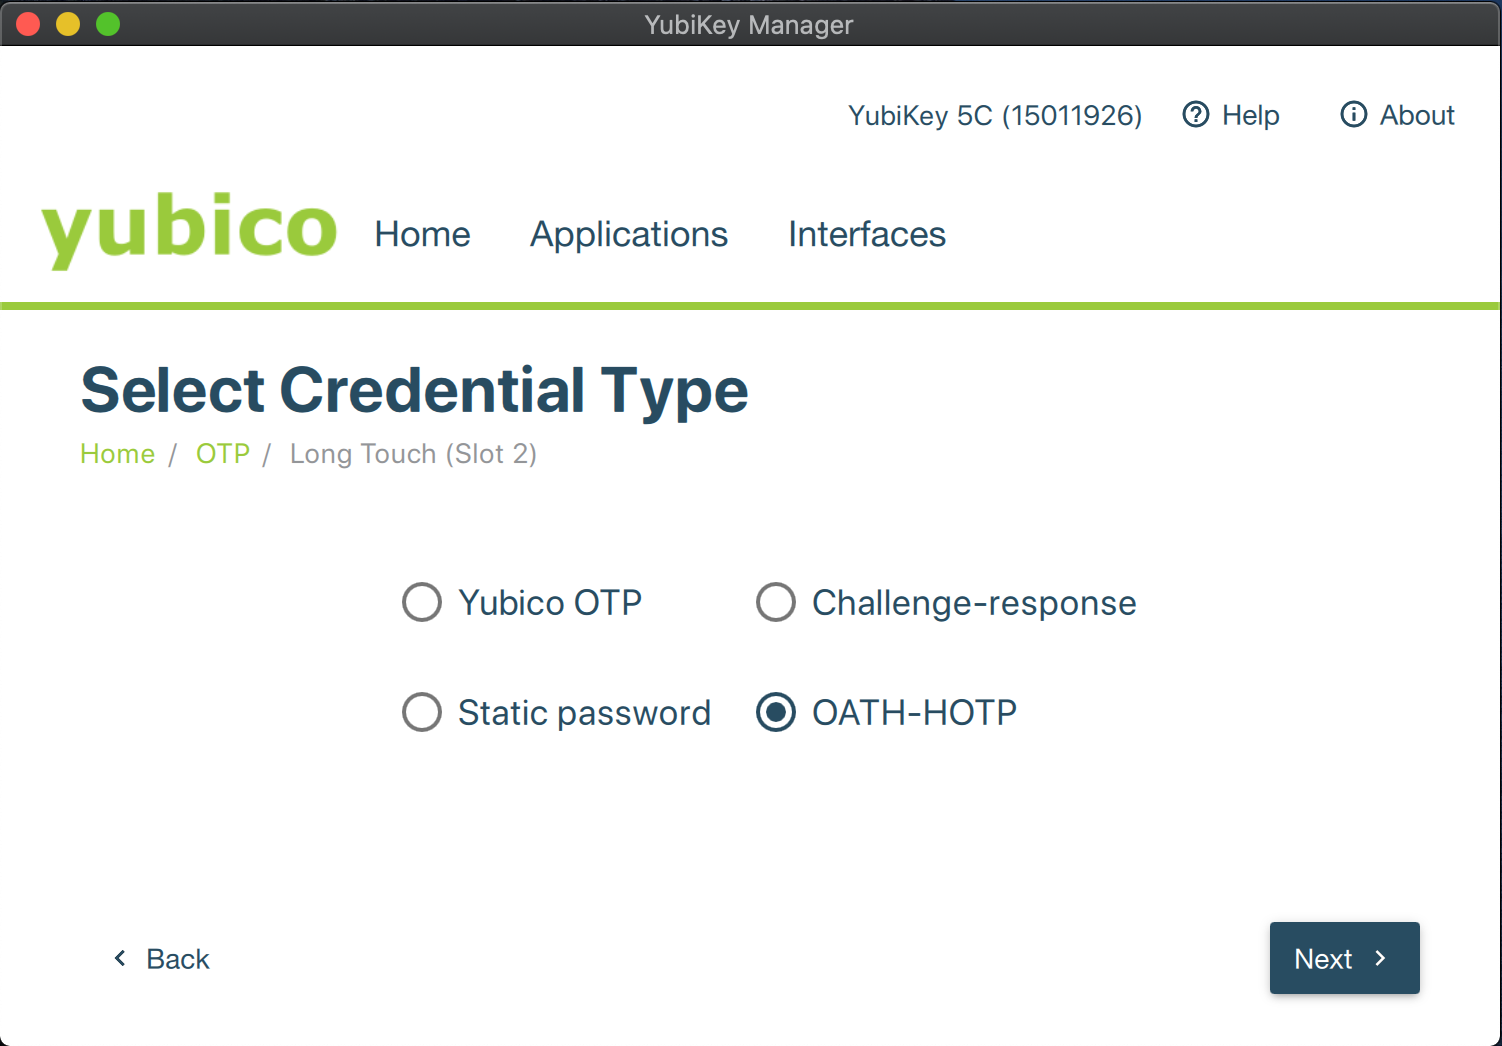 YubiKey Manager
YubiKey 5C (15011926) Help About
yubico Home Applications Interfaces
Select Credential Type
Home / OTP / Long Touch (Slot 2)
Yubico OTP Challenge-response
Static password OATH-HOTP
Back Next